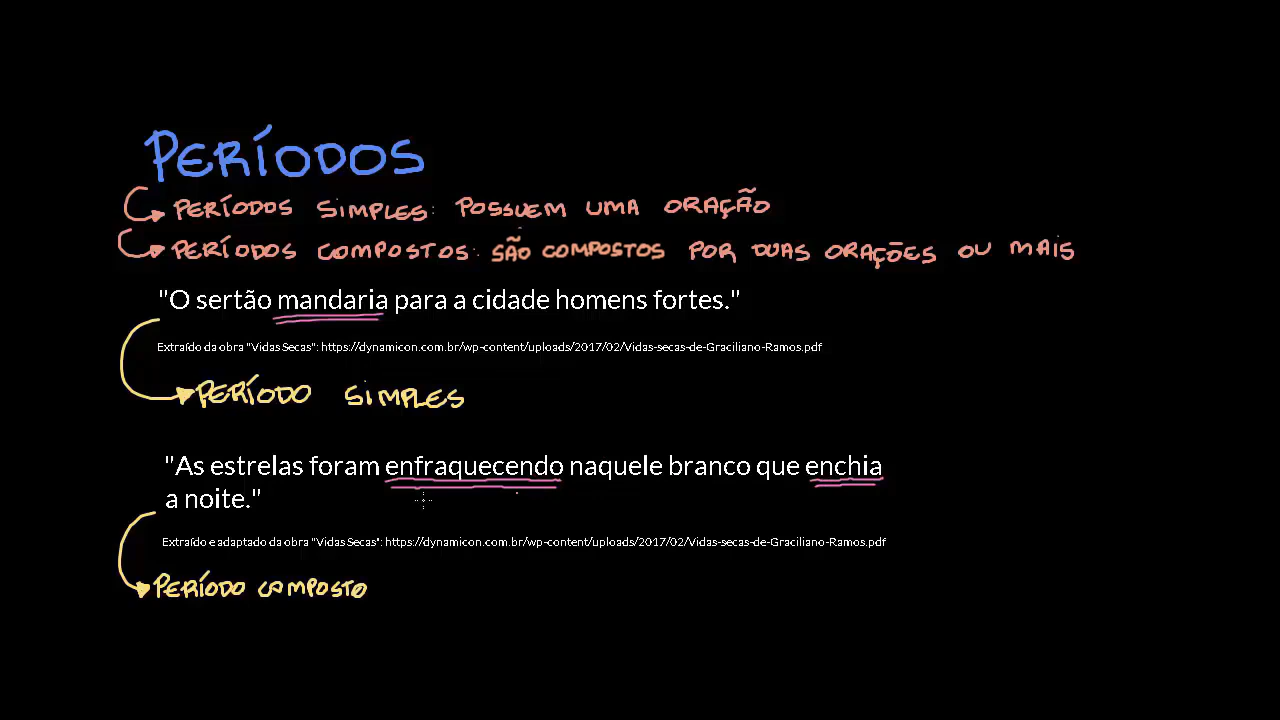 PERÍODOS
PERÍODOS SIMPLES: POSSUEM UMA ORAÇÃO
PERÍODOS COMPOSTOS: SÃO COMPOSTOS POR DUAS ORAÇÕES OU MAIS
"O sertão mandaria para a cidade homens fortes."
Extraído da obra "Vidas Secas": https://dynamicon.com.br/wp-content/uploads/2017/02/Vidas-secas-de-Graciliano-Ramos.pdf
PERÍODO SIMPLES
"As estrelas foram enfraquecendo naquele branco que enchia
a noite."
Extraído e adaptado da obra "Vidas Secas": https://dynamicon.com.br/wp-content/uploads/2017/02/Vidas-secas-de-Graciliano-Ramos.pdf
PERÍODO COMPOSTO